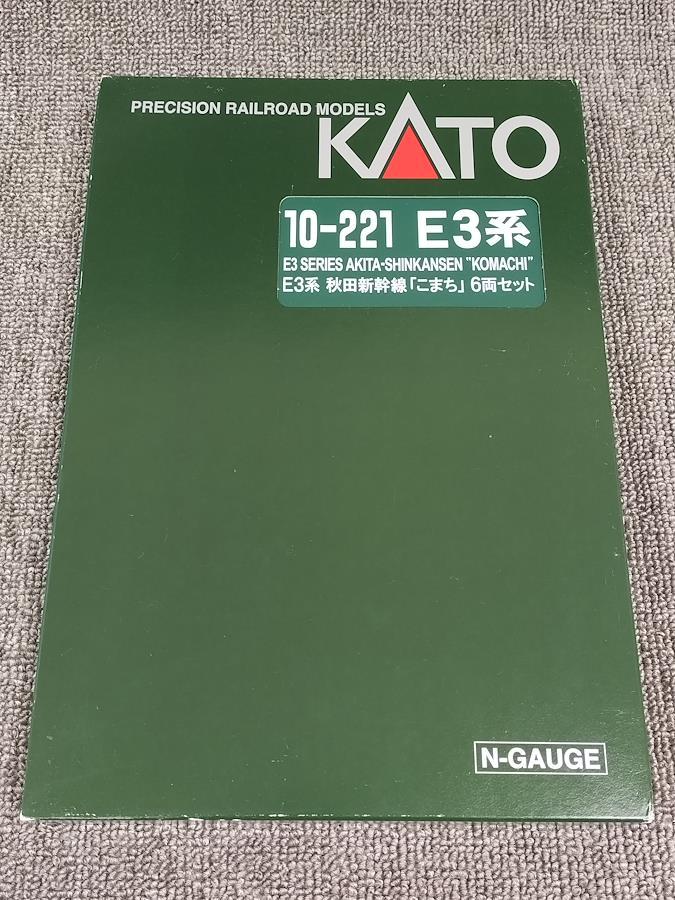 PRECISION RAILROAD MODELS
KATO
10-221 E3系
E3 SERIES AKITA-SHINKANSEN "KOMACHI"
E3系 秋田新幹線「こまち」6両セット
N-GAUGE